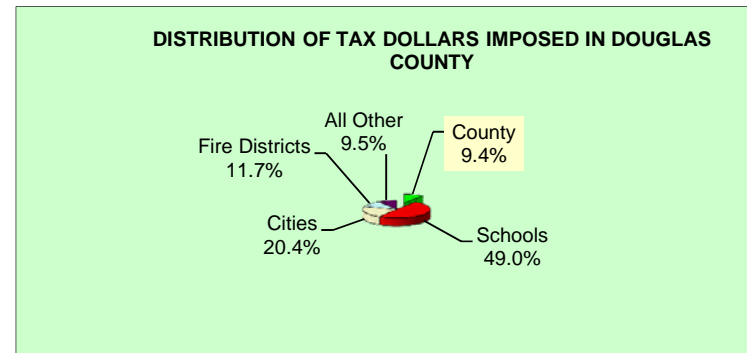 DISTRIBUTION OF TAX DOLLARS IMPOSED IN DOUGLAS
COUNTY
All Other
9.5%
County
9.4%
Fire Districts
11.7%
Cities
20.4%
Schools
49.0%